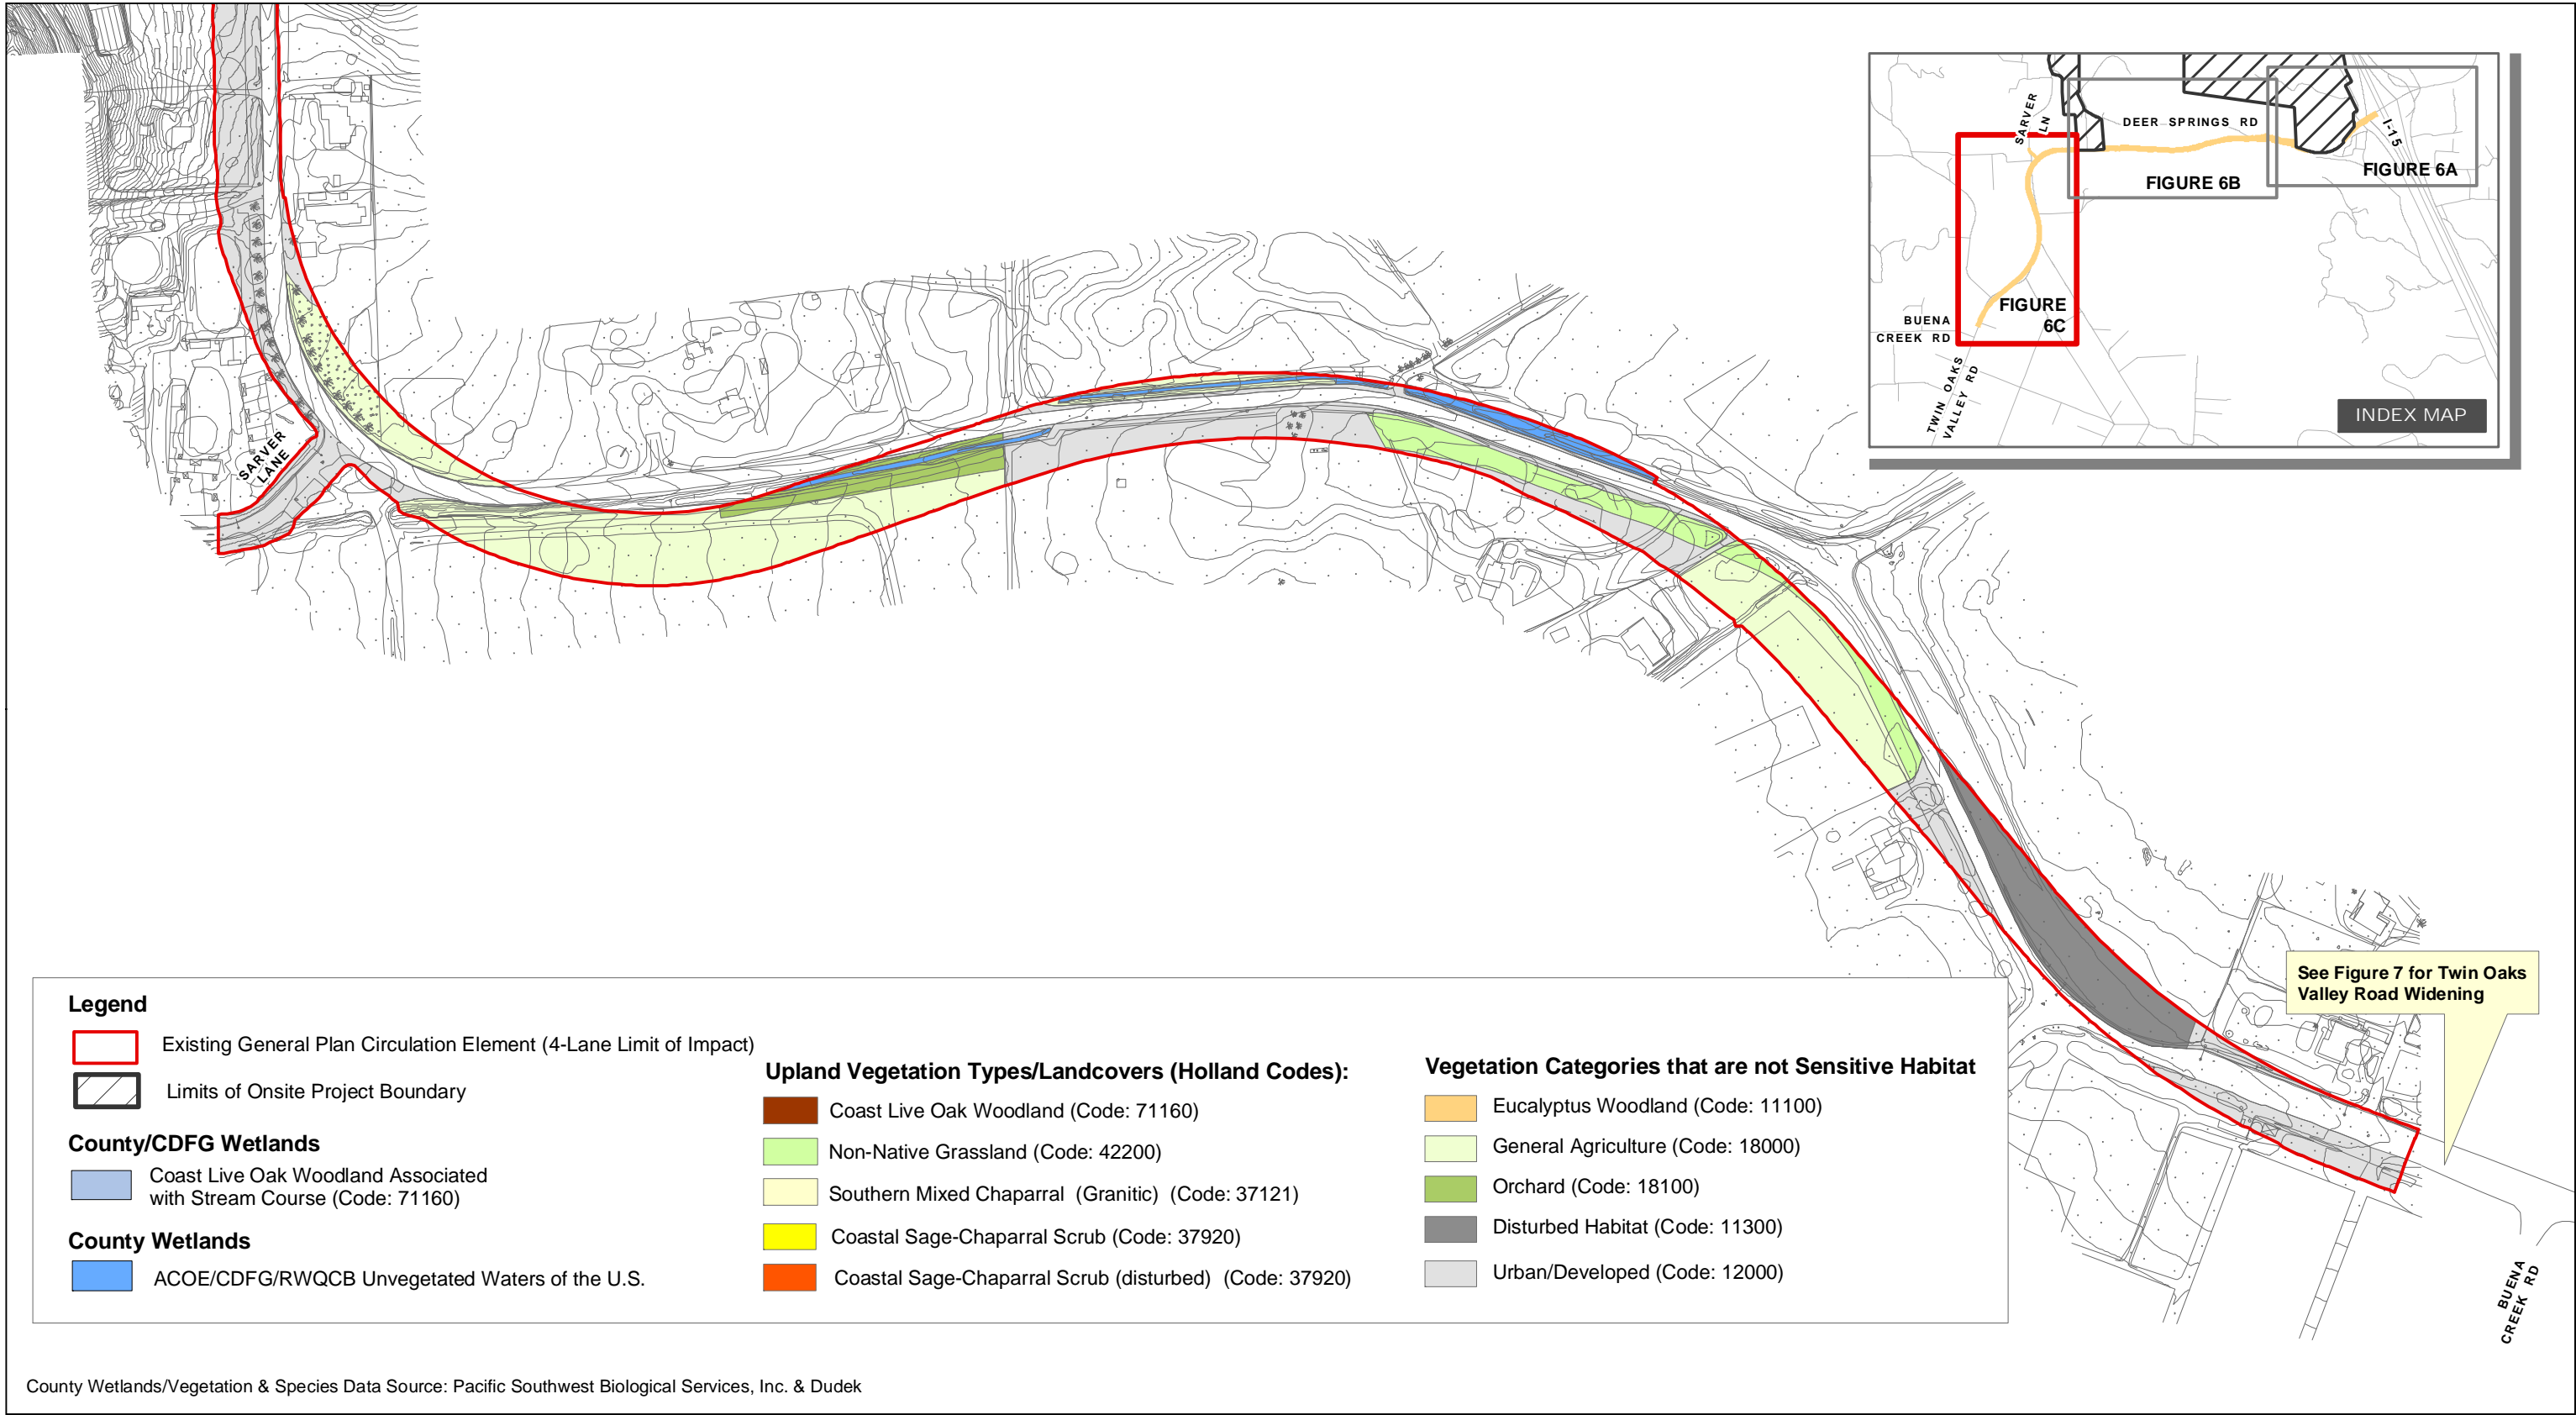 SARVER
LN
DEER SPRINGS RD
I-15
FIGURE 6A
FIGURE 6B
FIGURE
6C
BUENA
CREEK RD
TWIN OAKS
VALLEY RD
INDEX MAP
SARVER
LANE
See Figure 7 for Twin Oaks
Valley Road Widening
BUENA
CREEK RD
Legend
Existing General Plan Circulation Element (4-Lane Limit of Impact)
Limits of Onsite Project Boundary
County/CDFG Wetlands
Coast Live Oak Woodland Associated
with Stream Course (Code: 71160)
County Wetlands
ACOE/CDFG/RWQCB Unvegetated Waters of the U.S.
Upland Vegetation Types/Landcovers (Holland Codes):
Coast Live Oak Woodland (Code: 71160)
Non-Native Grassland (Code: 42200)
Southern Mixed Chaparral (Granitic) (Code: 37121)
Coastal Sage-Chaparral Scrub (Code: 37920)
Coastal Sage-Chaparral Scrub (disturbed) (Code: 37920)
Vegetation Categories that are not Sensitive Habitat
Eucalyptus Woodland (Code: 11100)
General Agriculture (Code: 18000)
Orchard (Code: 18100)
Disturbed Habitat (Code: 11300)
Urban/Developed (Code: 12000)
County Wetlands/Vegetation & Species Data Source: Pacific Southwest Biological Services, Inc. & Dudek